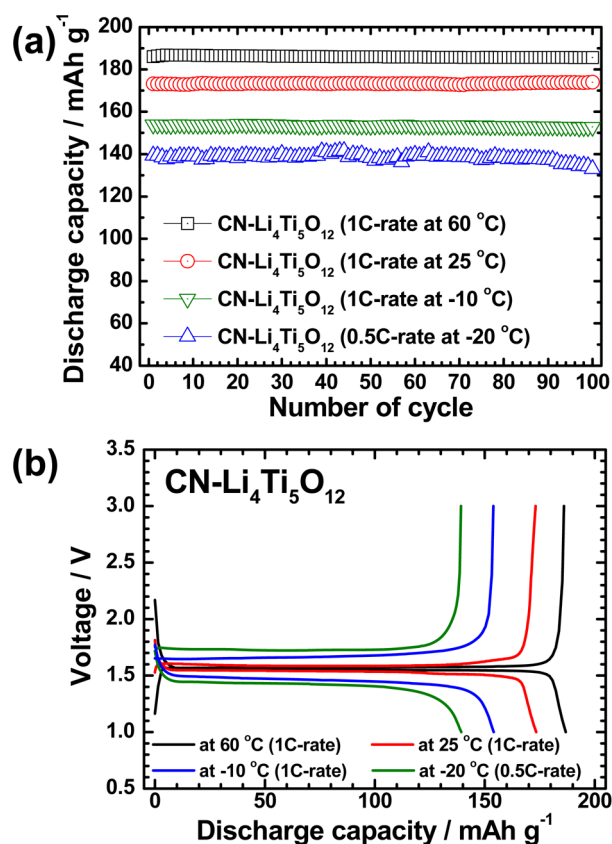 (a)
Discharge capacity / mAh g⁻¹
200
180
160
140
120
100
80
60
40
CN-Li₄Ti₅O₁₂ (1C-rate at 60 °C)
CN-Li₄Ti₅O₁₂ (1C-rate at 25 °C)
CN-Li₄Ti₅O₁₂ (1C-rate at -10 °C)
CN-Li₄Ti₅O₁₂ (0.5C-rate at -20 °C)
0 10 20 30 40 50 60 70 80 90 100
Number of cycle
(b)
CN-Li₄Ti₅O₁₂
Voltage / V
3.5
3.0
2.5
2.0
1.5
1.0
0.5
at 60 °C (1C-rate) at 25 °C (1C-rate)
at -10 °C (1C-rate) at -20 °C (0.5C-rate)
0 50 100 150 200
Discharge capacity / mAh g⁻¹